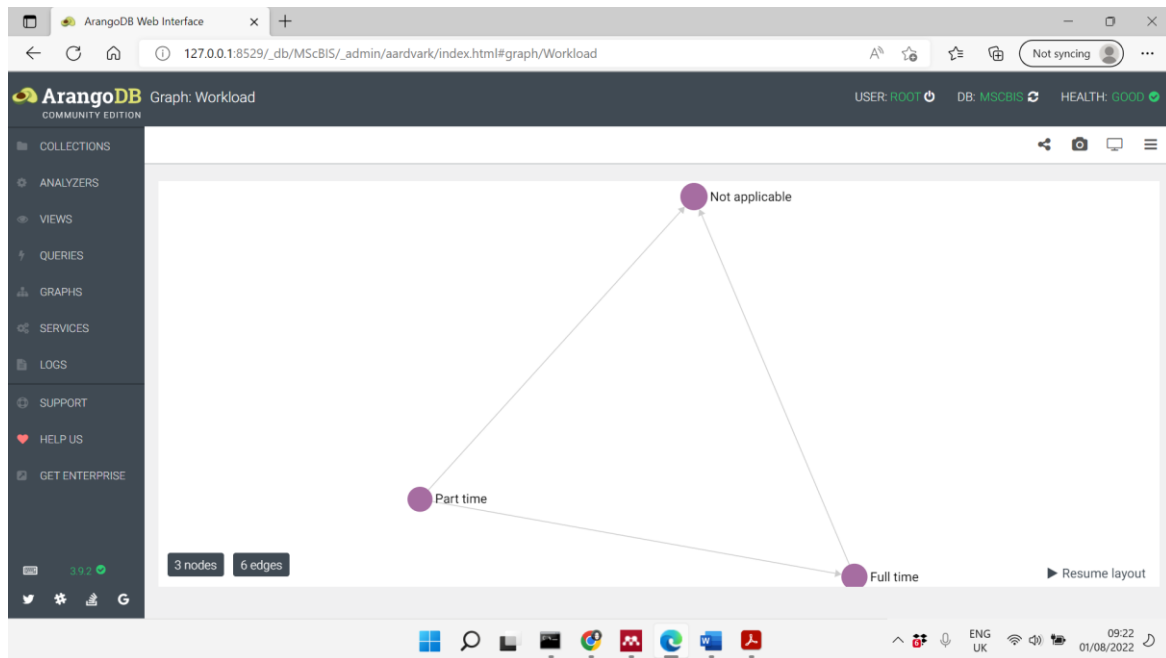 ArangoDB Web Interface
127.0.0.1:8529/_db/MScBIS/_admin/aardvark/index.html#graph/Workload
Not syncing
ArangoDB
COMMUNITY EDITION
Graph: Workload
USER: ROOT
DB: MSCBIS
HEALTH: GOOD
COLLECTIONS
ANALYZERS
VIEWS
QUERIES
GRAPHS
SERVICES
LOGS
SUPPORT
HELP US
GET ENTERPRISE
3.9.2
Not applicable
Part time
Full time
3 nodes
6 edges
Resume layout
ENG
UK
09:22
01/08/2022